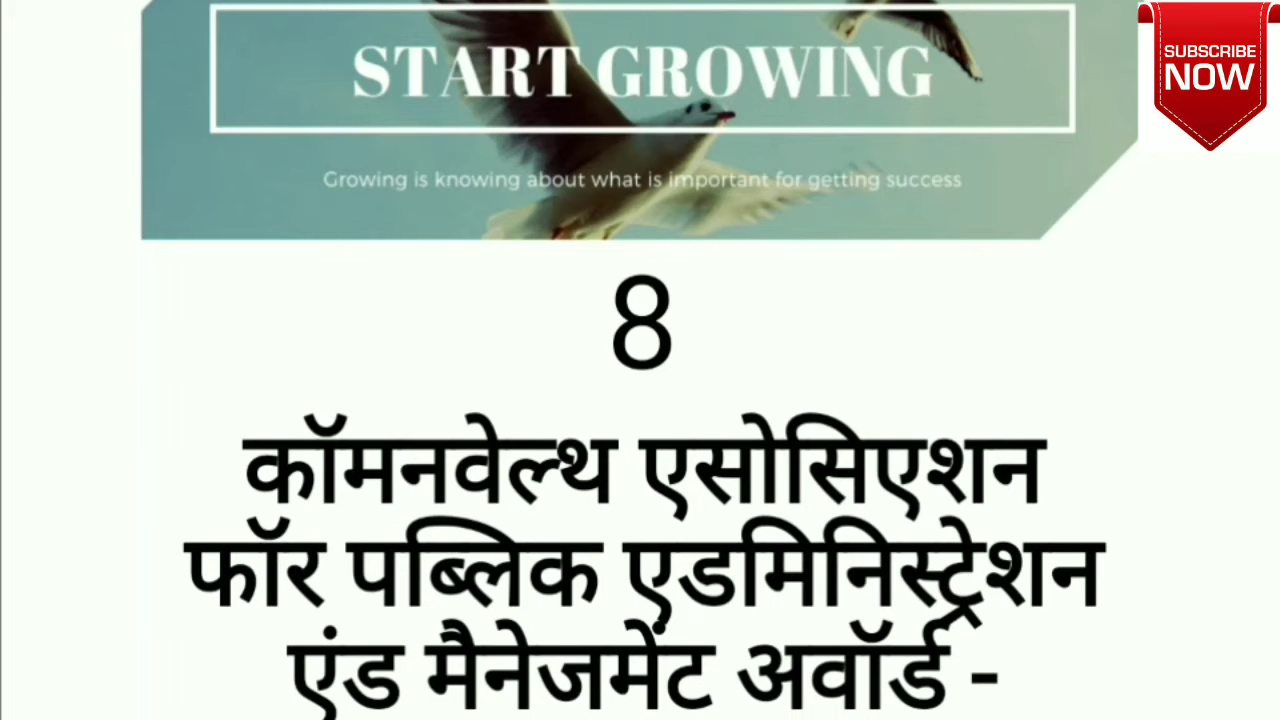 START GROWING
SUBSCRIBE
NOW
Growing is knowing about what is important for getting success
8
कॉमनवेल्थ एसोसिएशन
फॉर पब्लिक एडमिनिस्ट्रेशन
एंड मैनेजमेंट अवॉर्ड -